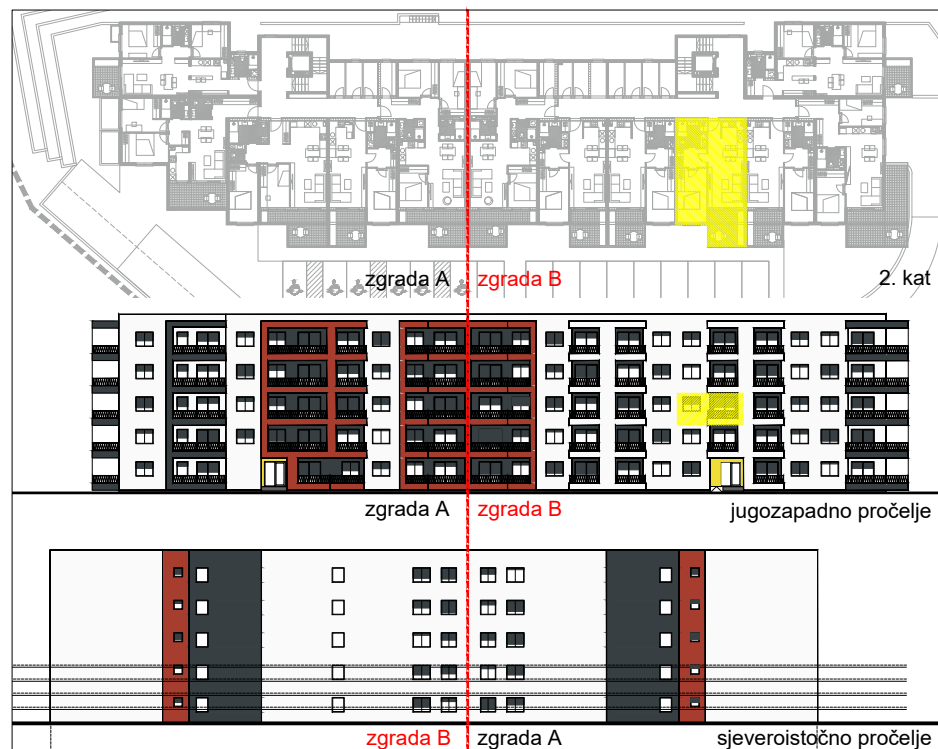 zgrada A zgrada B 2. kat
zgrada A zgrada B jugozapadno pročelje
zgrada B zgrada A sjeveroistočno pročelje